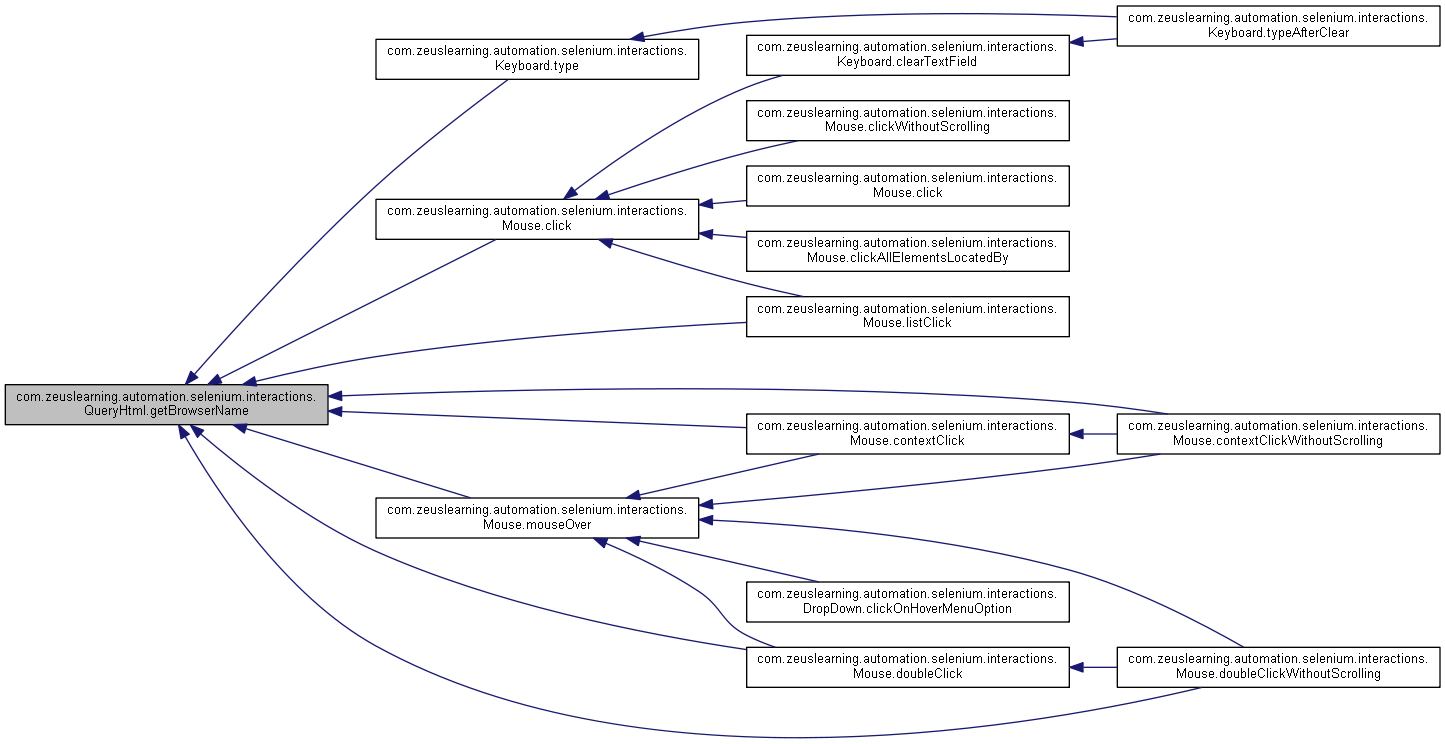 com.zeuslearning.automation.selenium.interactions.
Keyboard.typeAfterClear
com.zeuslearning.automation.selenium.interactions.
Keyboard.type
com.zeuslearning.automation.selenium.interactions.
Keyboard.clearTextField
com.zeuslearning.automation.selenium.interactions.
Mouse.clickWithoutScrolling
com.zeuslearning.automation.selenium.interactions.
Mouse.click
com.zeuslearning.automation.selenium.interactions.
Mouse.click
com.zeuslearning.automation.selenium.interactions.
Mouse.clickAllElementsLocatedBy
com.zeuslearning.automation.selenium.interactions.
Mouse.listClick
com.zeuslearning.automation.selenium.interactions.
QueryHtml.getBrowserName
com.zeuslearning.automation.selenium.interactions.
Mouse.contextClick
com.zeuslearning.automation.selenium.interactions.
Mouse.contextClickWithoutScrolling
com.zeuslearning.automation.selenium.interactions.
Mouse.mouseOver
com.zeuslearning.automation.selenium.interactions.
DropDown.clickOnHoverMenuOption
com.zeuslearning.automation.selenium.interactions.
Mouse.doubleClick
com.zeuslearning.automation.selenium.interactions.
Mouse.doubleClickWithoutScrolling